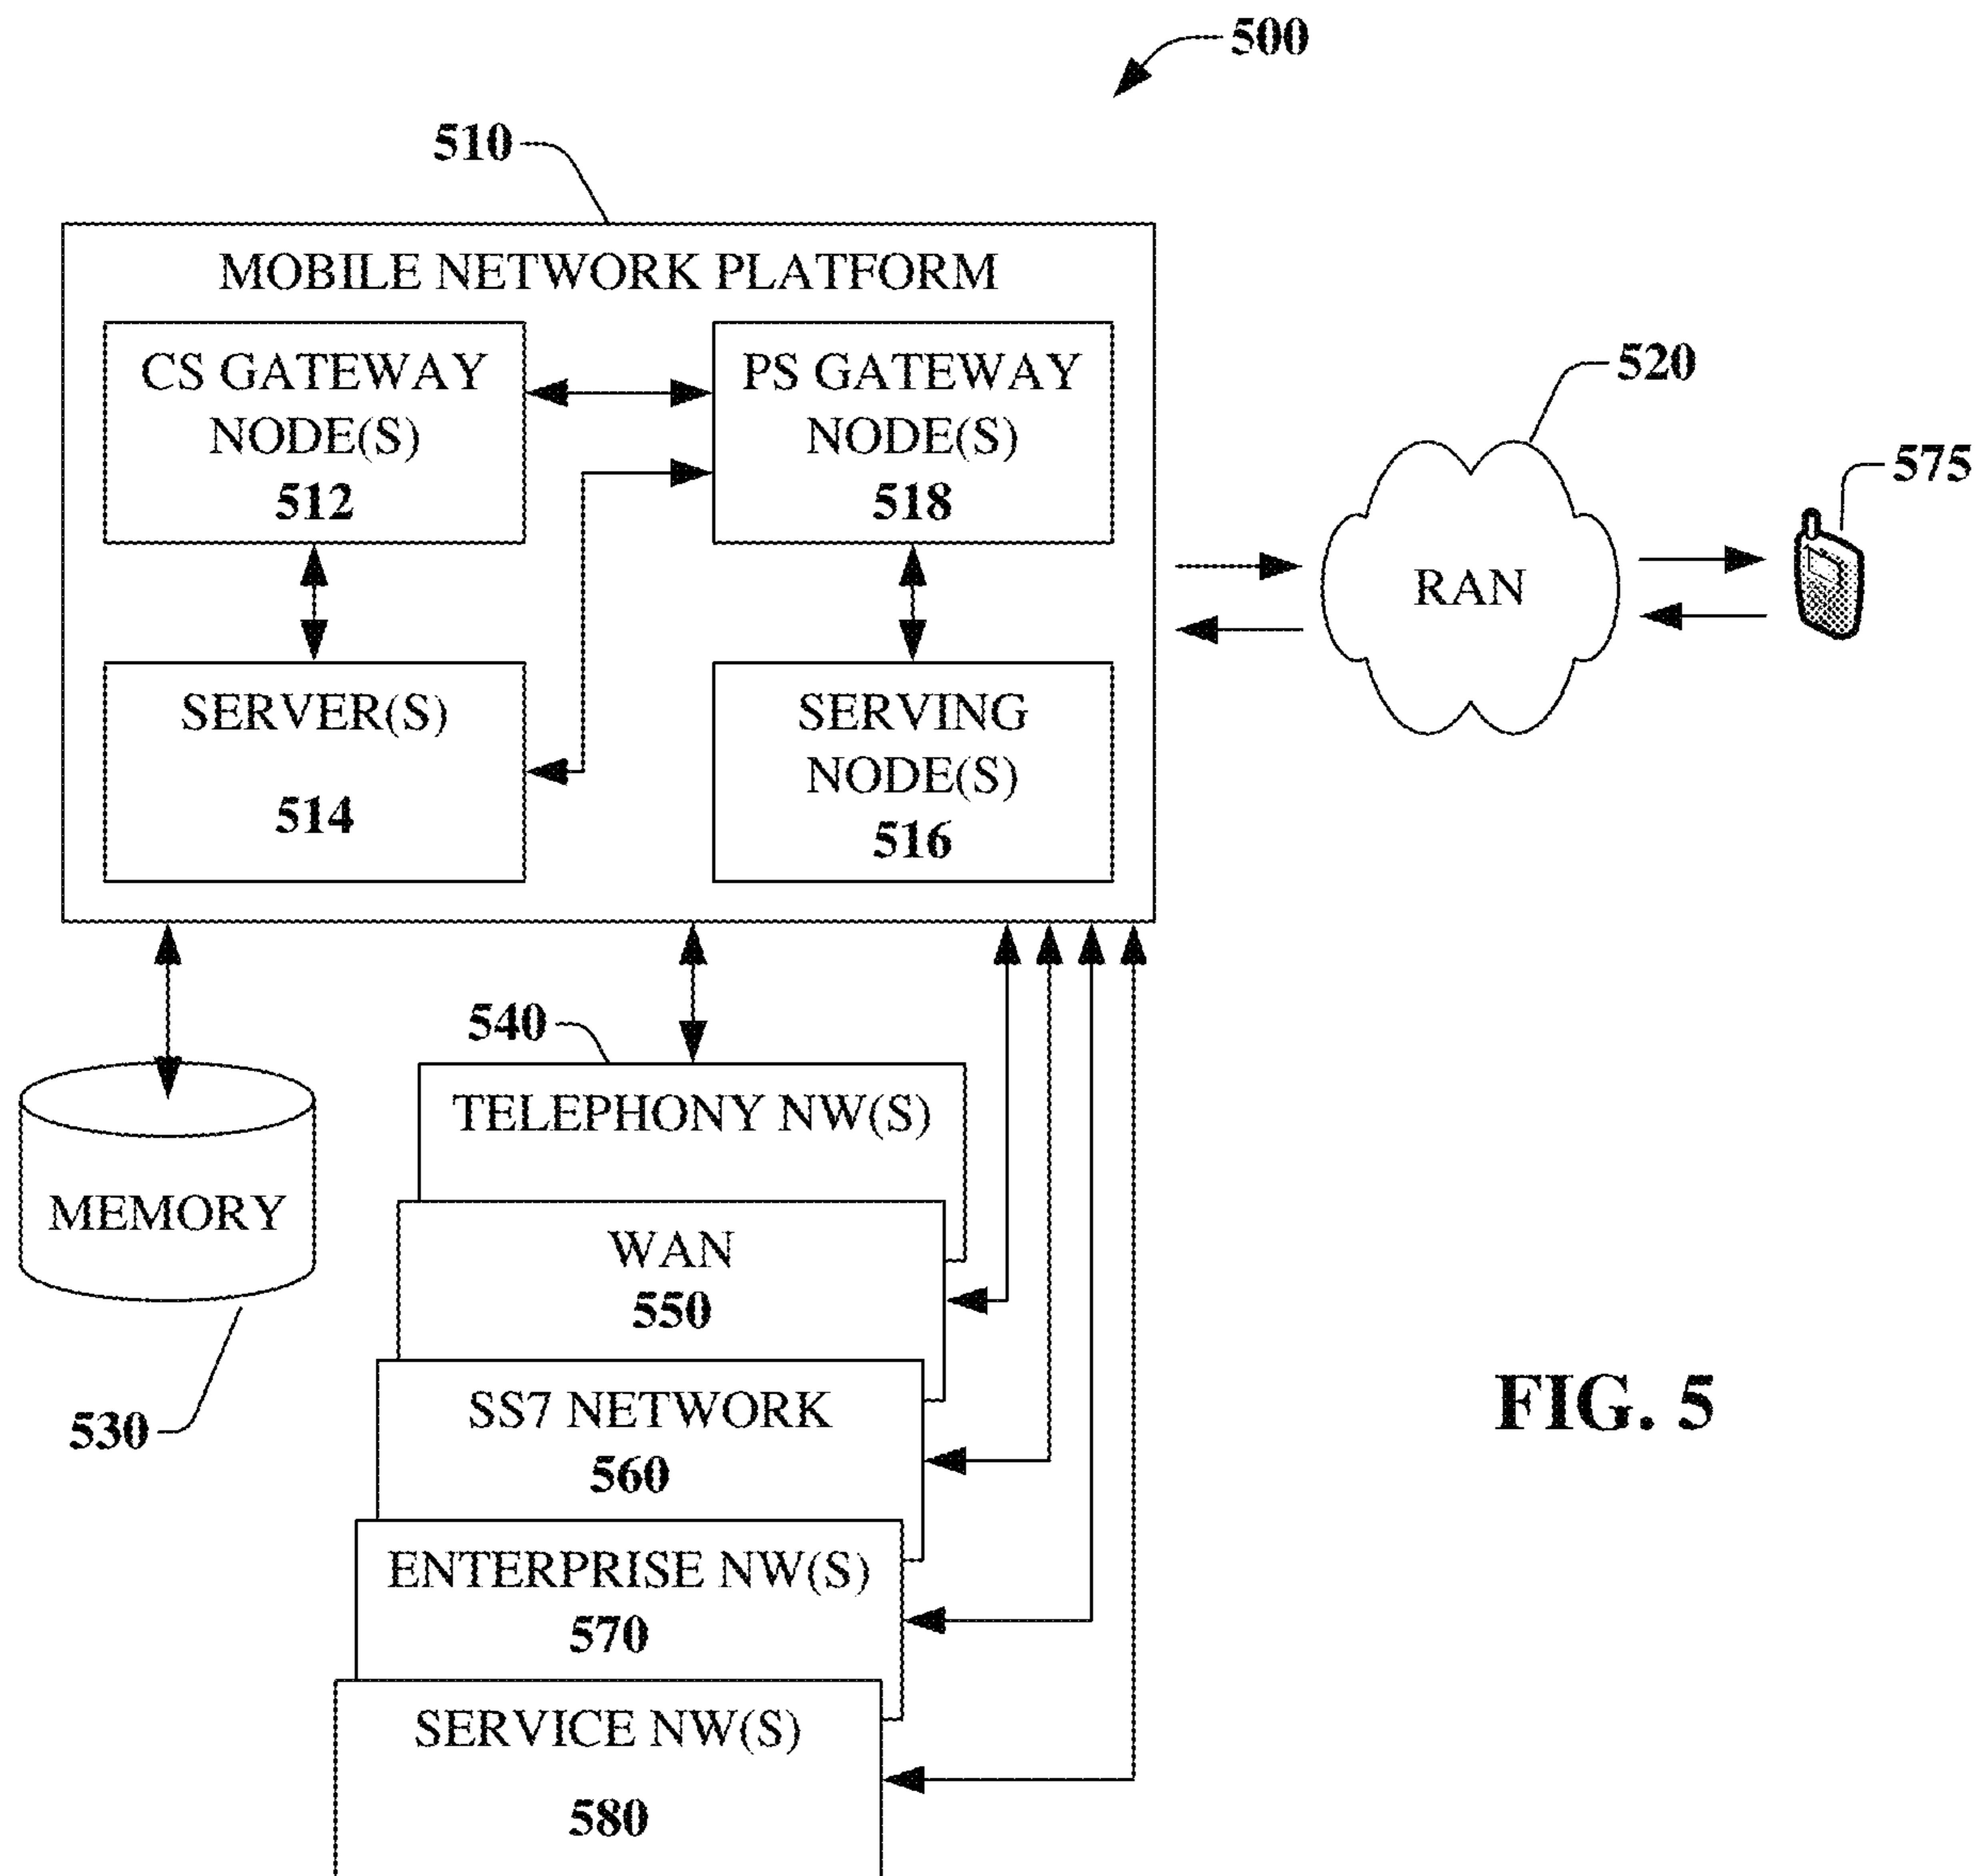 500
510
MOBILE NETWORK PLATFORM
CS GATEWAY
NODE(S)
512
PS GATEWAY
NODE(S)
518
SERVER(S)
514
SERVING
NODE(S)
516
520
RAN
575
540
TELEPHONY NW(S)
MEMORY
530
WAN
550
SS7 NETWORK
560
ENTERPRISE NW(S)
570
SERVICE NW(S)
580
FIG. 5